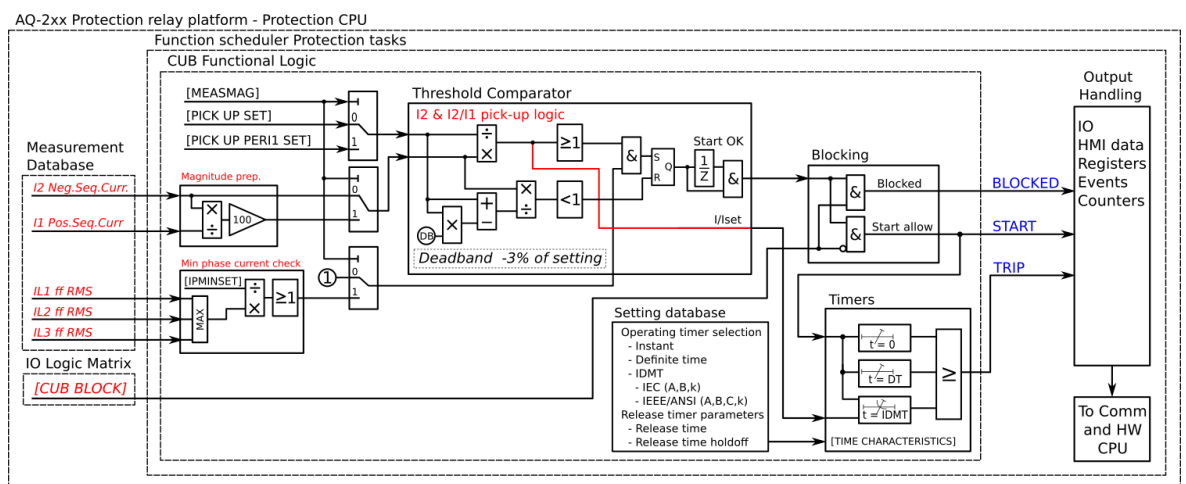 AQ-2xx Protection relay platform - Protection CPU
Function scheduler Protection tasks
CUB Functional Logic
Measurement
Database
I2 Neg.Seq.Curr.
I1 Pos.Seq.Curr
IL1 ff RMS
IL2 ff RMS
IL3 ff RMS
IO Logic Matrix
[CUB BLOCK]
[MEASMAG]
[PICK UP SET]
[PICK UP PERI1 SET]
0
1
Magnitude prep.
×
÷
100
0
1
Min phase current check
[IPMINSET]
MAX
÷
×
≥1
1
0
1
Threshold Comparator
I2 & I2/I1 pick-up logic
÷
×
≥1
&
S
R
Q
Start OK
1
Z
&
DB
×
+
−
×
÷
<1
I/Iset
Deadband -3% of setting
Blocking
&
Blocked
&
Start allow
BLOCKED
START
TRIP
Setting database
Operating timer selection
- Instant
- Definite time
- IDMT
- IEC (A,B,k)
- IEEE/ANSI (A,B,C,k)
Release timer parameters
- Release time
- Release time holdoff
Timers
t = 0
t = DT
t = IDMT
≥
[TIME CHARACTERISTICS]
Output
Handling
IO
HMI data
Registers
Events
Counters
To Comm
and HW
CPU